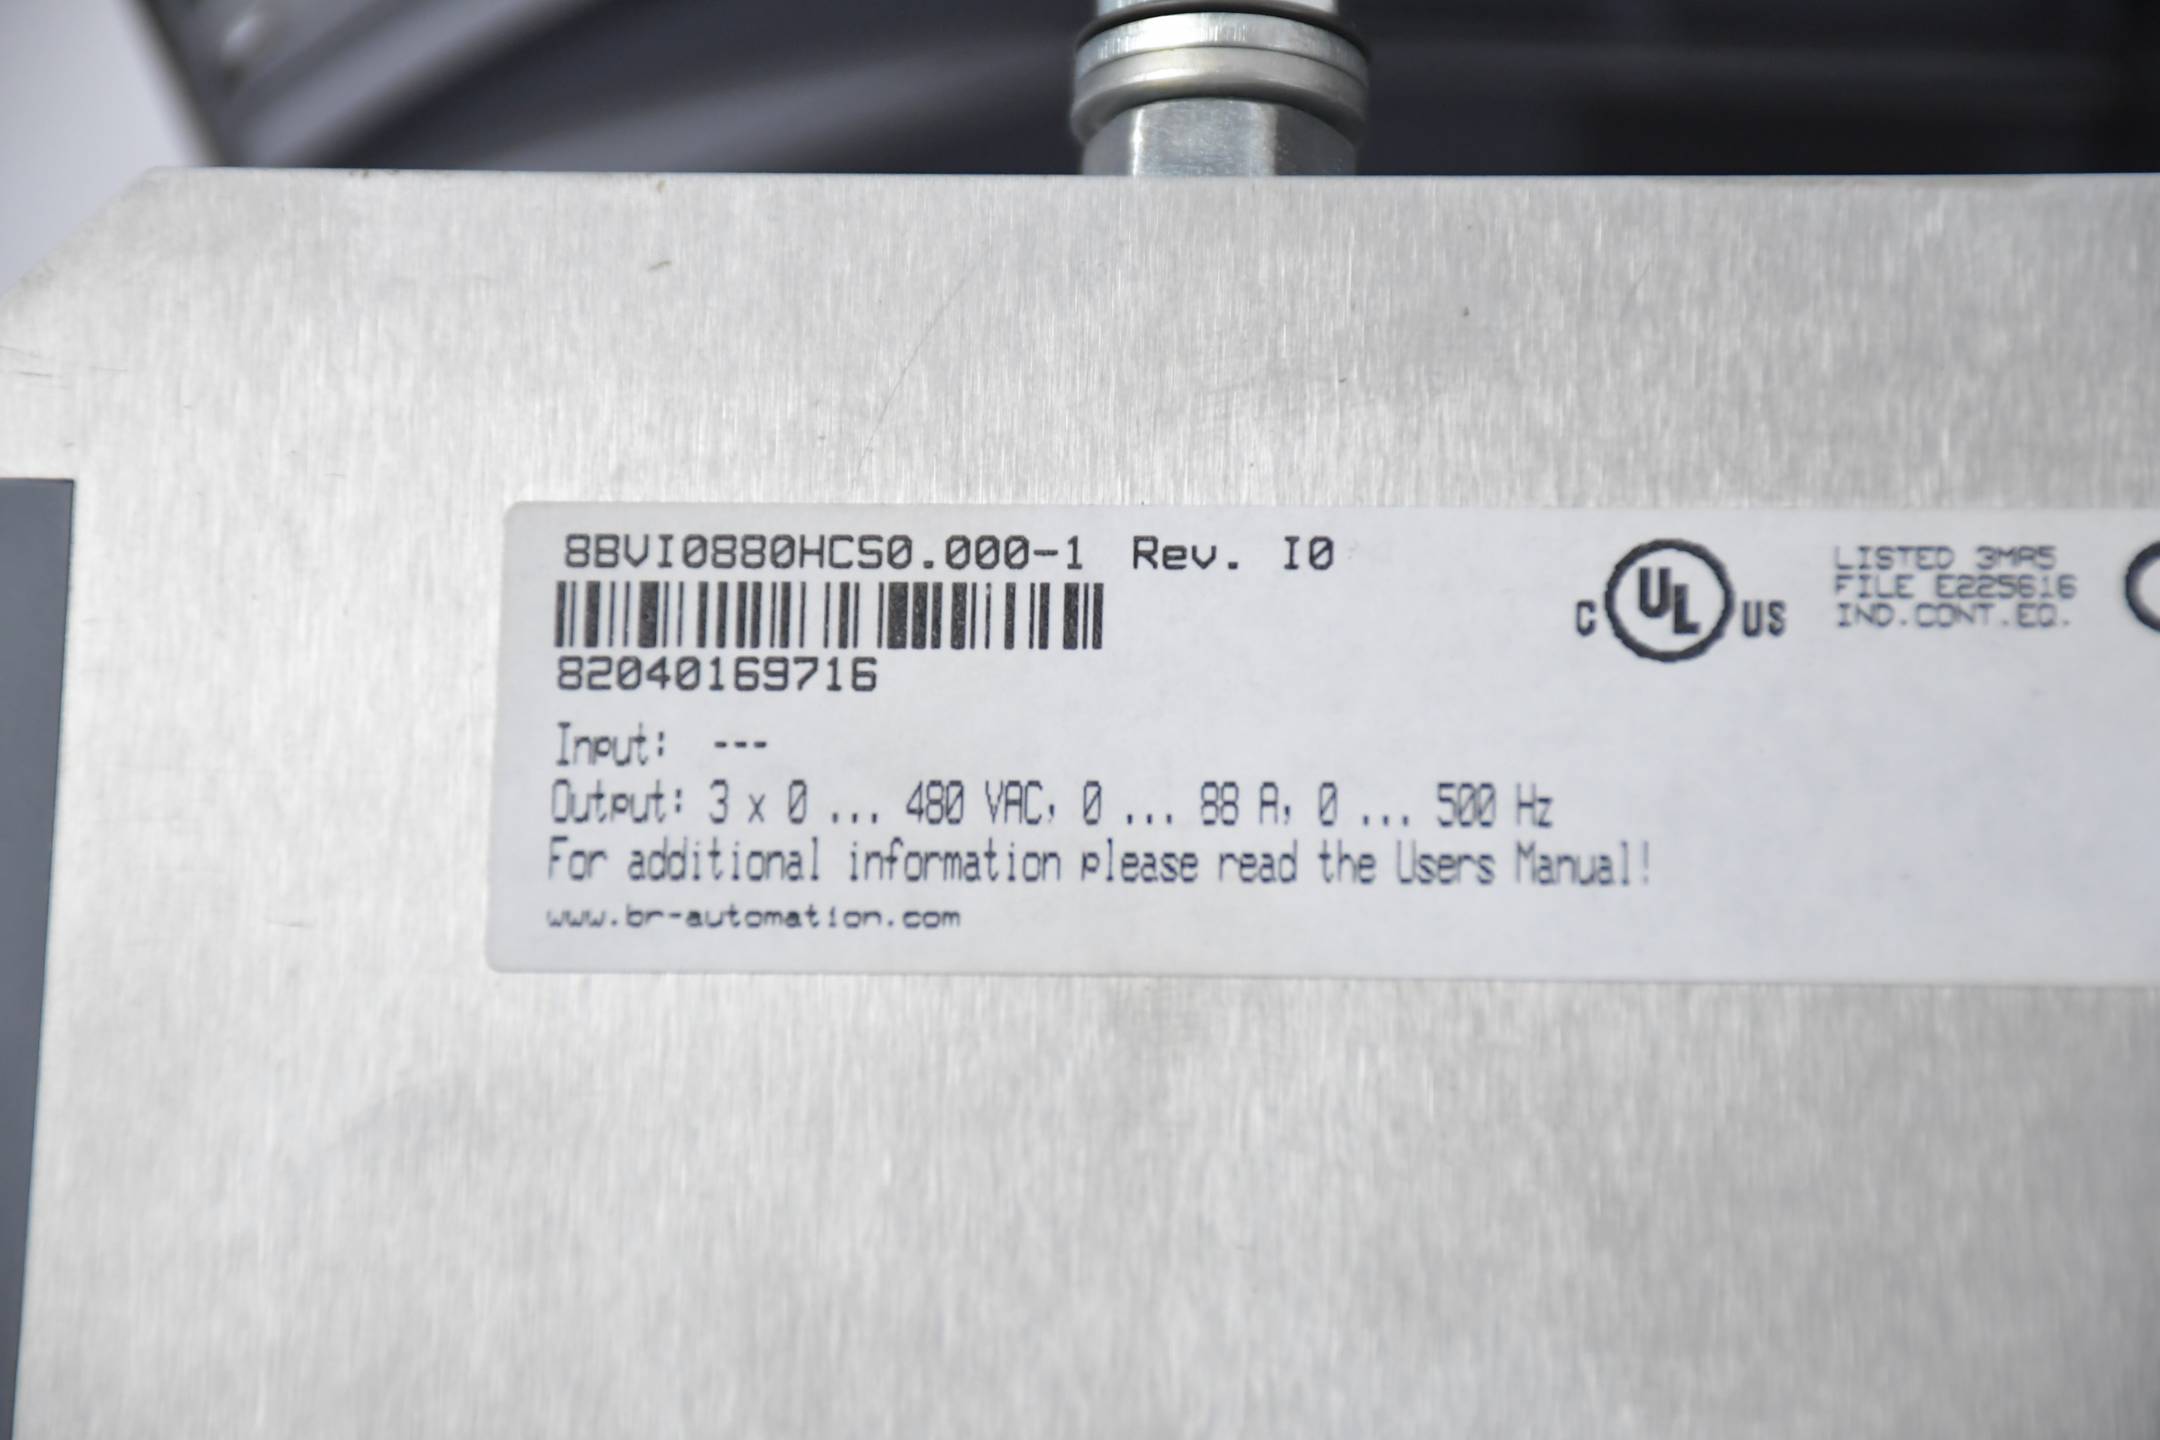 8BVI0880HCS0.000-1 Rev. I0
82040169716
Input: ---
Output: 3 x 0 ... 480 VAC, 0 ... 88 A, 0 ... 500 Hz
For additional information please read the Users Manual!
www.br-automation.com
C UL US
LISTED 3MA5
FILE E225616
IND.CONT.EQ.